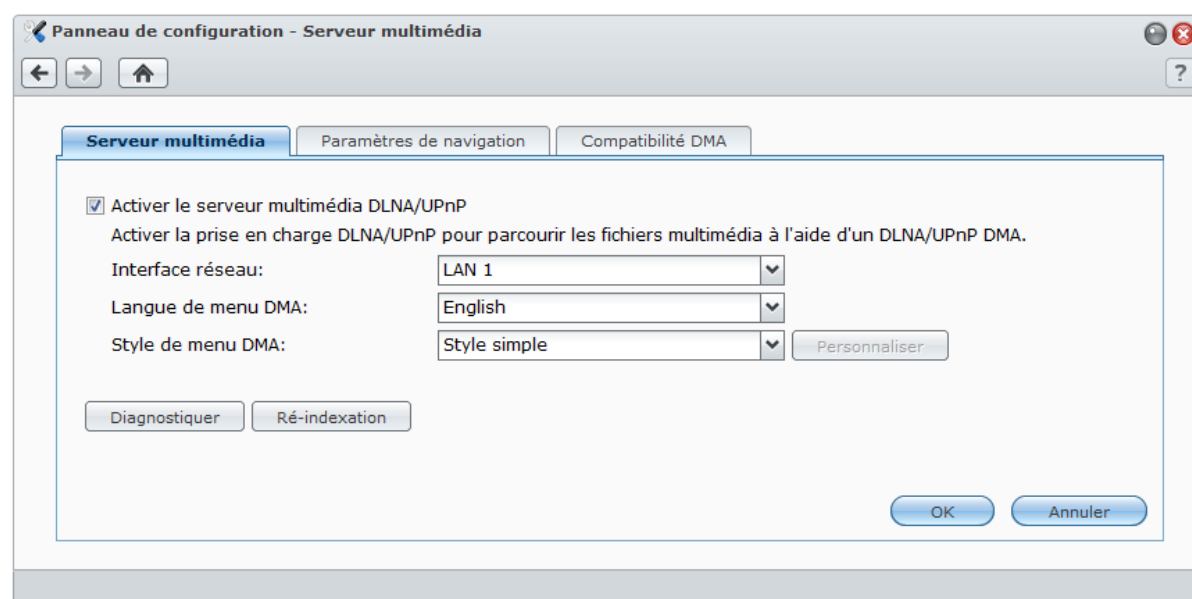 Panneau de configuration - Serveur multimédia
?
Serveur multimédia Paramètres de navigation Compatibilité DMA
Activer le serveur multimédia DLNA/UPnP
Activer la prise en charge DLNA/UPnP pour parcourir les fichiers multimédia à l'aide d'un DLNA/UPnP DMA.
Interface réseau: LAN 1
Langue de menu DMA: English
Style de menu DMA: Style simple Personnaliser
Diagnostiquer Ré-indexation
OK Annuler